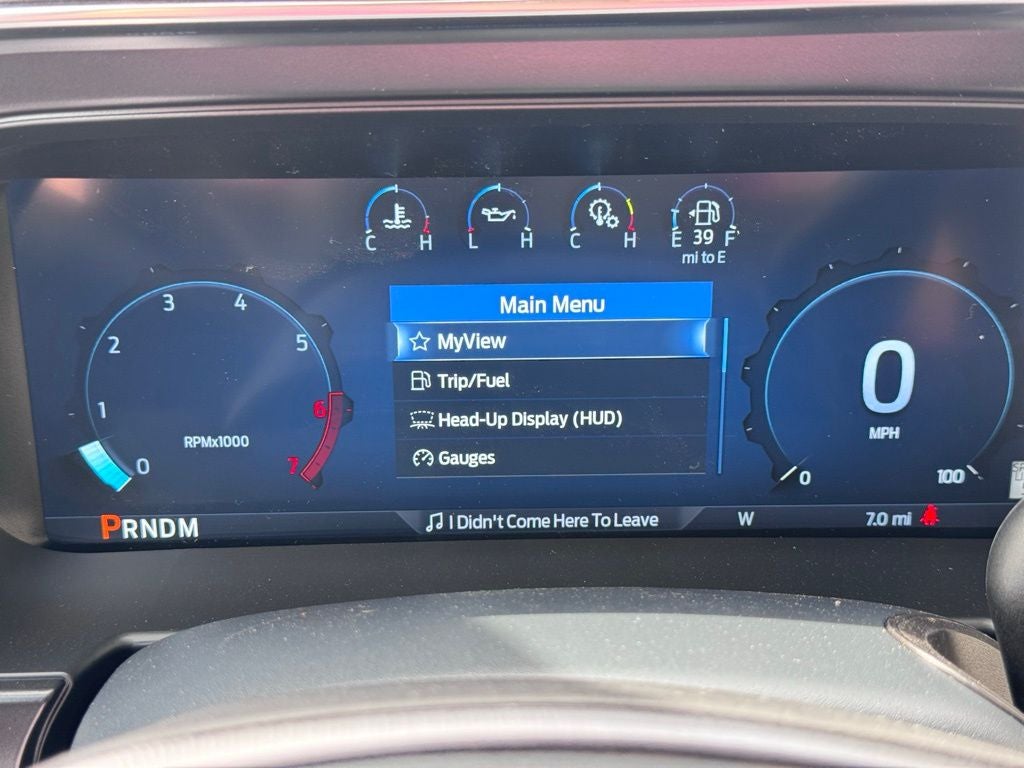 C H
L H
C H
E 39 F
mi to E
Main Menu
MyView
Trip/Fuel
Head-Up Display (HUD)
Gauges
0 1 2 3 4 5 6 7
RPMx1000
0
MPH
0 100
PRNDM
I Didn't Come Here To Leave
W
7.0 mi